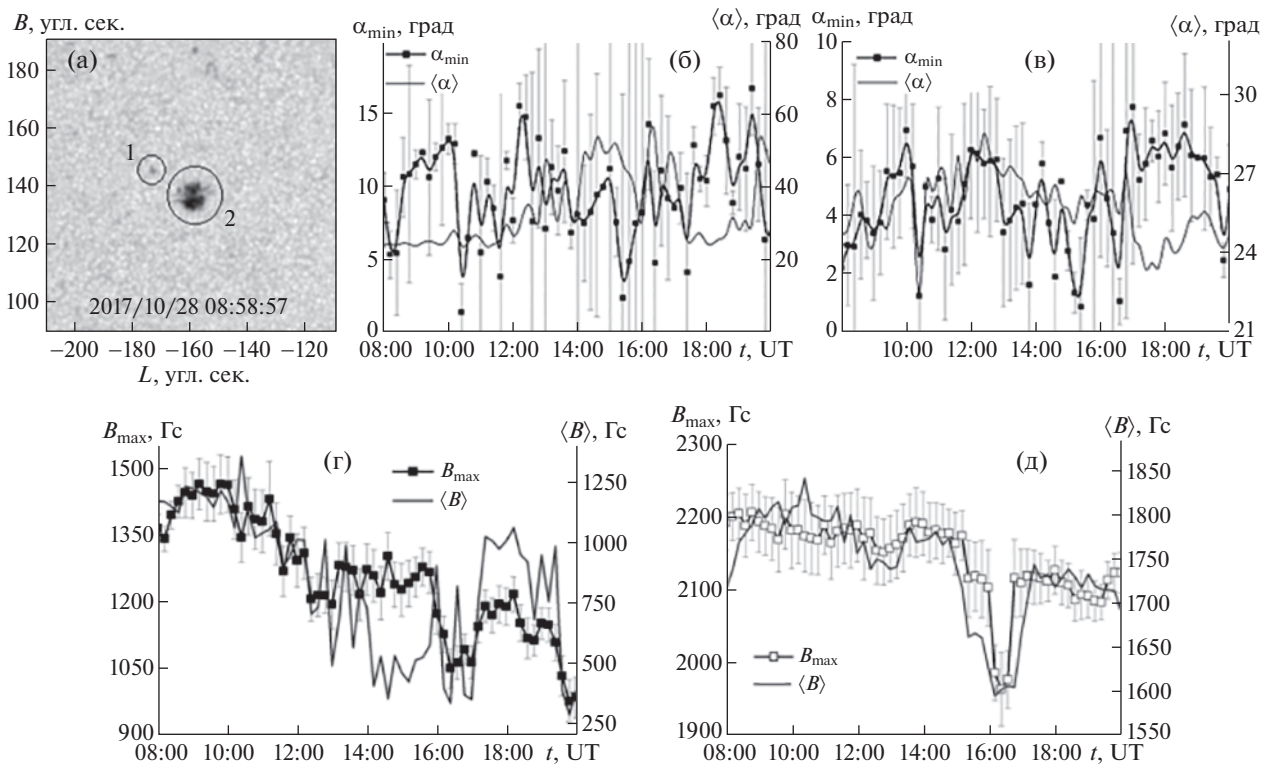 B, угл. сек.
(а)
180
160
140
120
100
1
2
2017/10/28 08:58:57
−200 −180 −160 −140 −120
L, угл. сек.
αmin, град
⟨α⟩, град
(б)
αmin
⟨α⟩
15
10
5
0
80
60
40
20
08:00 10:00 12:00 14:00 16:00 18:00 t, UT
αmin, град
⟨α⟩, град
(в)
αmin
⟨α⟩
10
8
6
4
2
0
30
27
26
24
21
10:00 12:00 14:00 16:00 18:00 t, UT
Bmax, Гс
⟨B⟩, Гс
(г)
Bmax
⟨B⟩
1500
1350
1200
1050
900
1250
1000
750
500
250
08:00 10:00 12:00 14:00 16:00 18:00 t, UT
Bmax, Гс
⟨B⟩, Гс
(д)
Bmax
⟨B⟩
2300
2200
2100
2000
1900
1850
1800
1750
1700
1650
1600
1550
08:00 10:00 12:00 14:00 16:00 18:00 t, UT